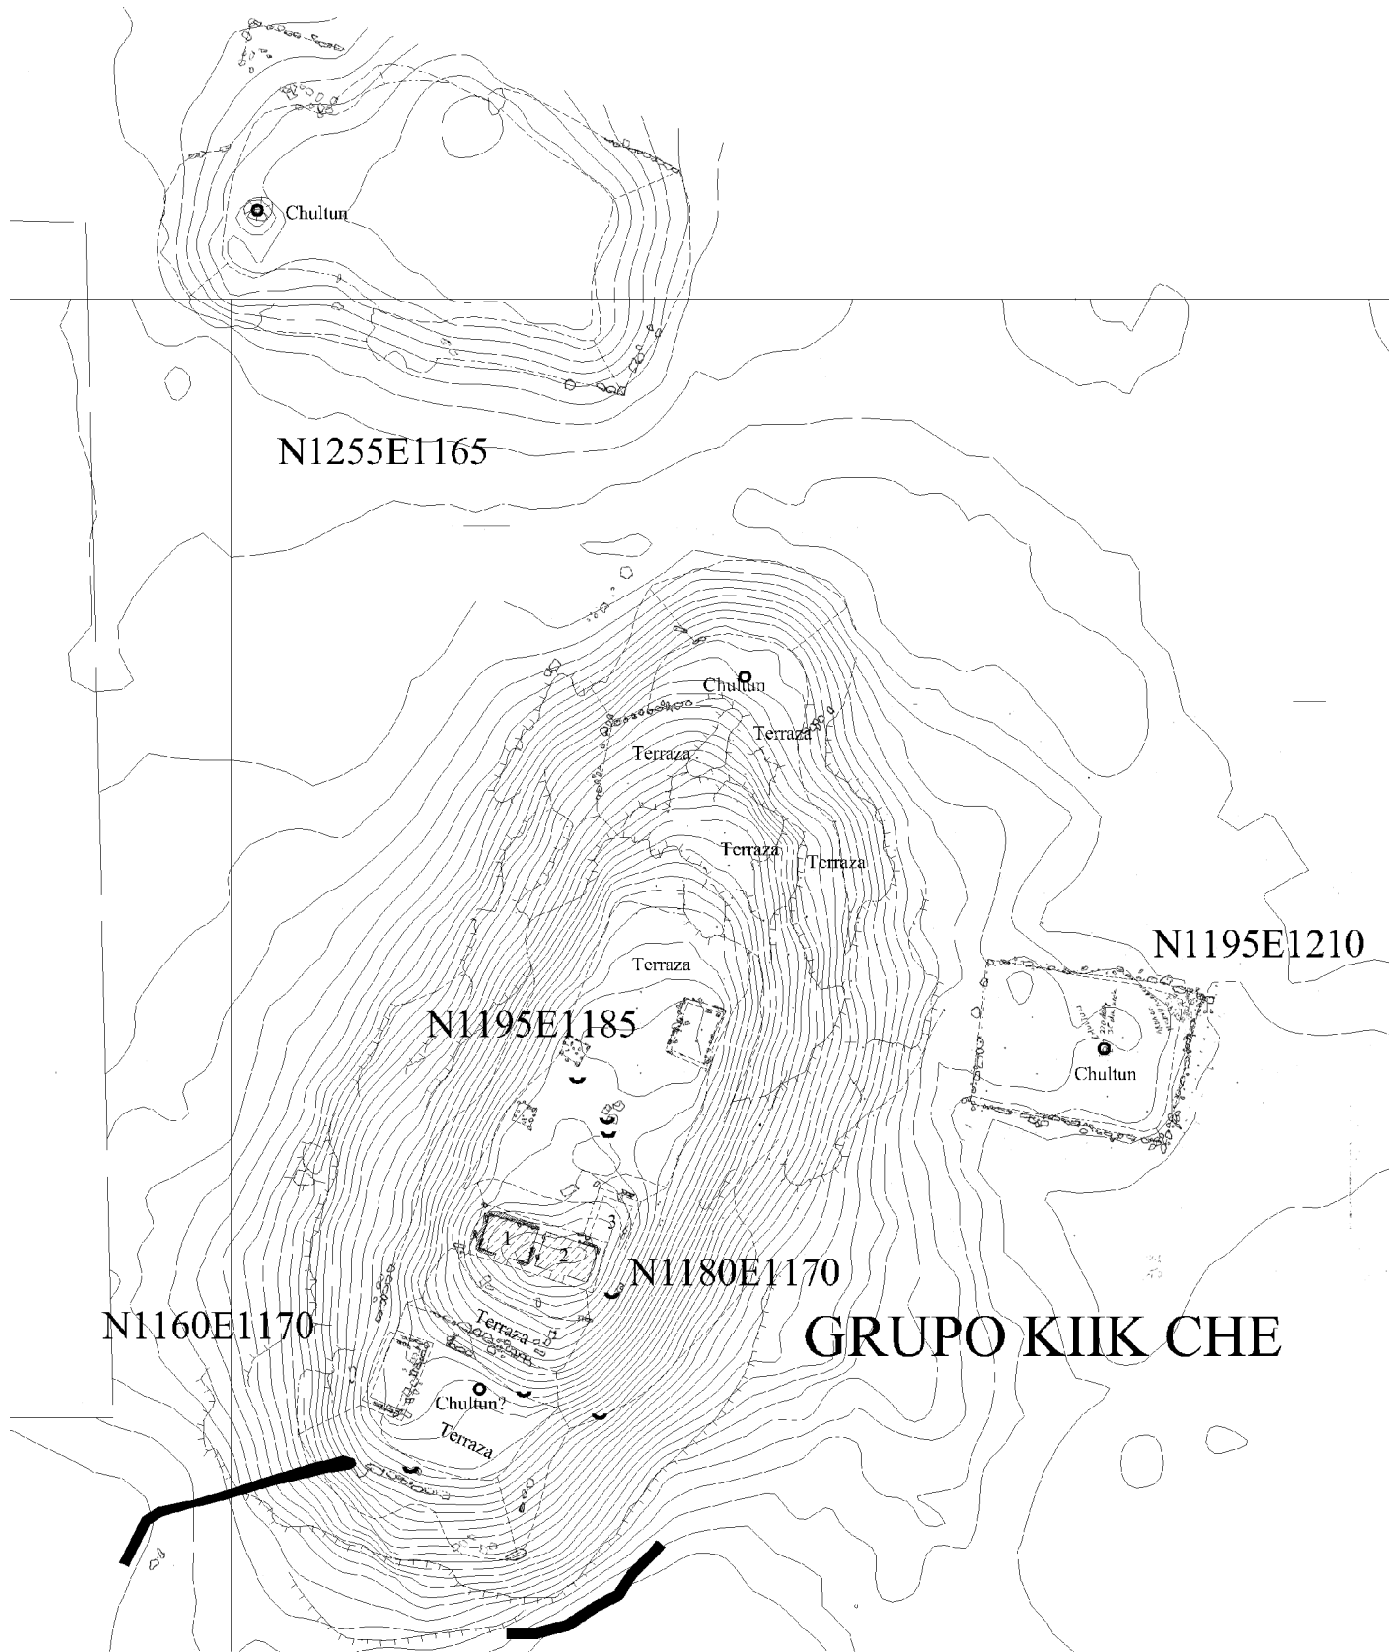 Chultun
N1255E1165
Chultun
Terraza
Terraza
Terraza
Terraza
N1195E1210
Terraza
N1195E1185
Chultun
3
1
2
N1180E1170
N1160E1170
Terraza
GRUPO KIIK CHE
Chultun?
Terraza